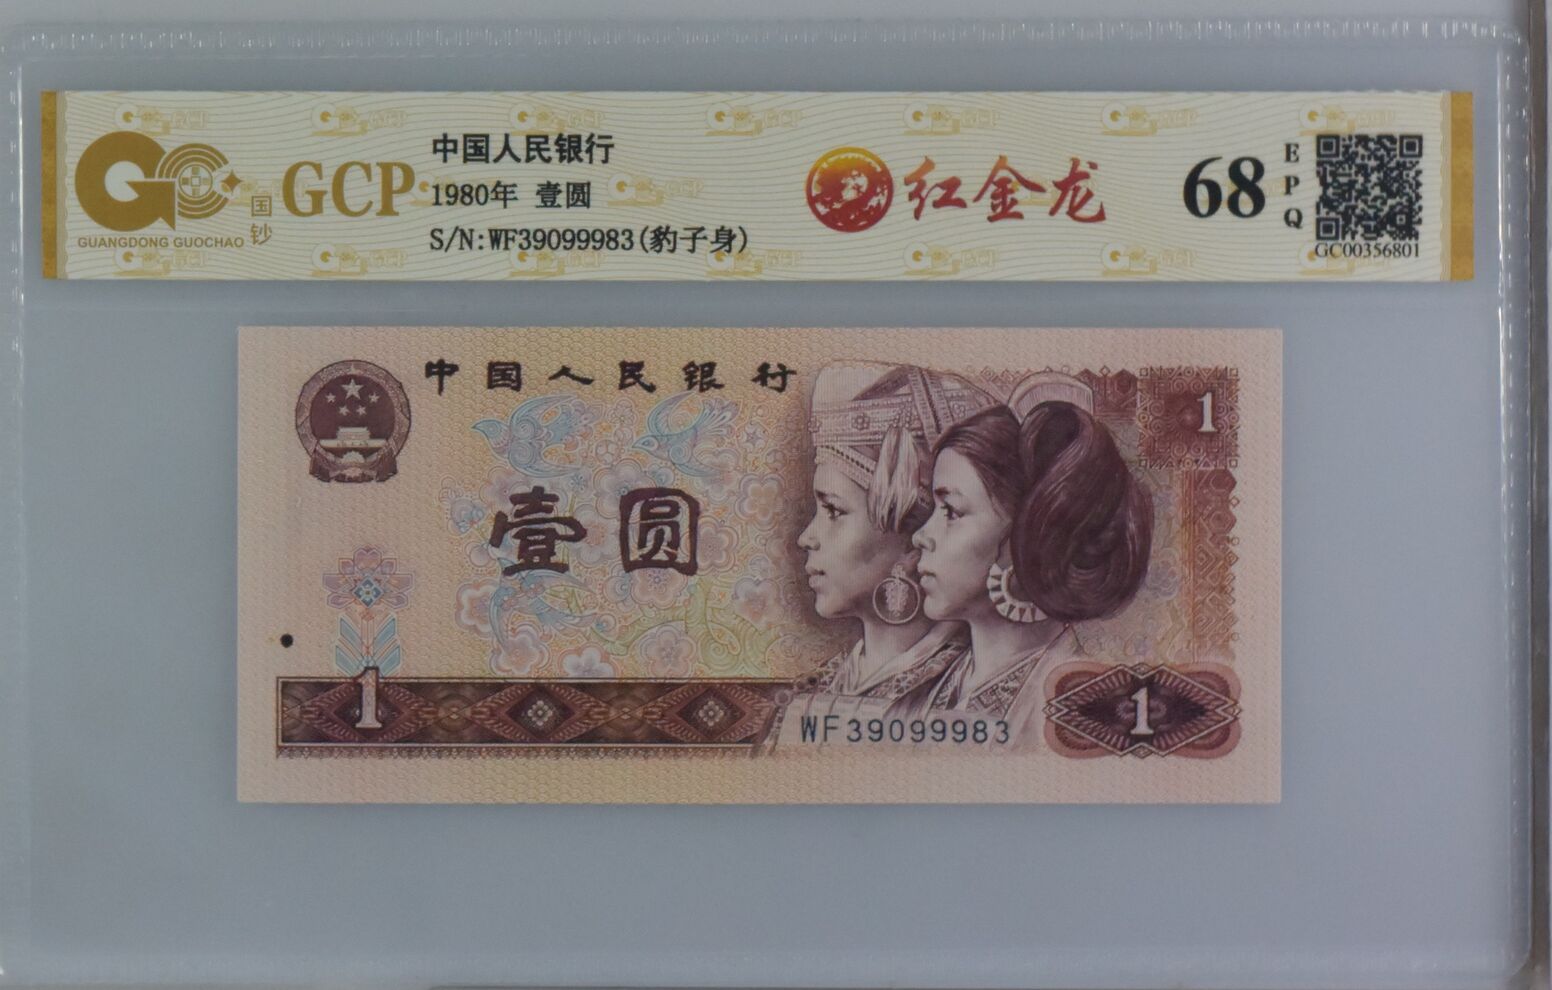 GUANGDONG GUOCHAO
国钞
GCP
中国人民银行
1980年 壹圆
S/N:WF39099983(豹子身)
红金龙
68
EPQ
GC00356801
中国人民银行
1
壹圆
1
WF39099983
1